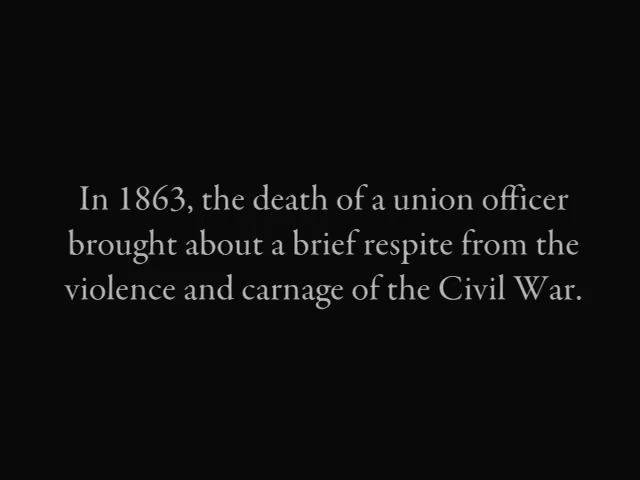 In 1863, the death of a union officer
brought about a brief respite from the
violence and carnage of the Civil War.